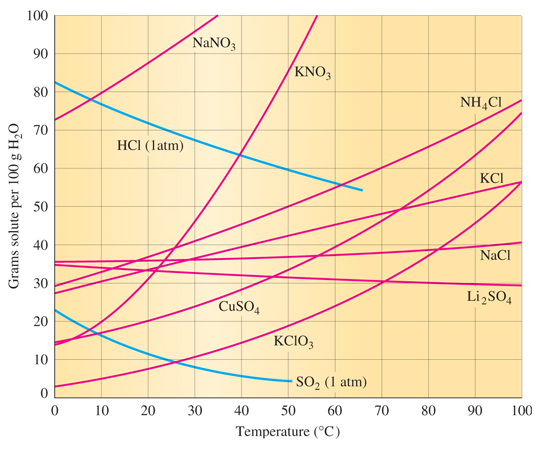 100
90
80
70
60
50
40
30
20
10
0
Grams solute per 100 g H₂O
NaNO₃
KNO₃
HCl (1atm)
NH₄Cl
KCl
NaCl
Li₂SO₄
CuSO₄
KClO₃
SO₂ (1 atm)
0 10 20 30 40 50 60 70 80 90 100
Temperature (°C)